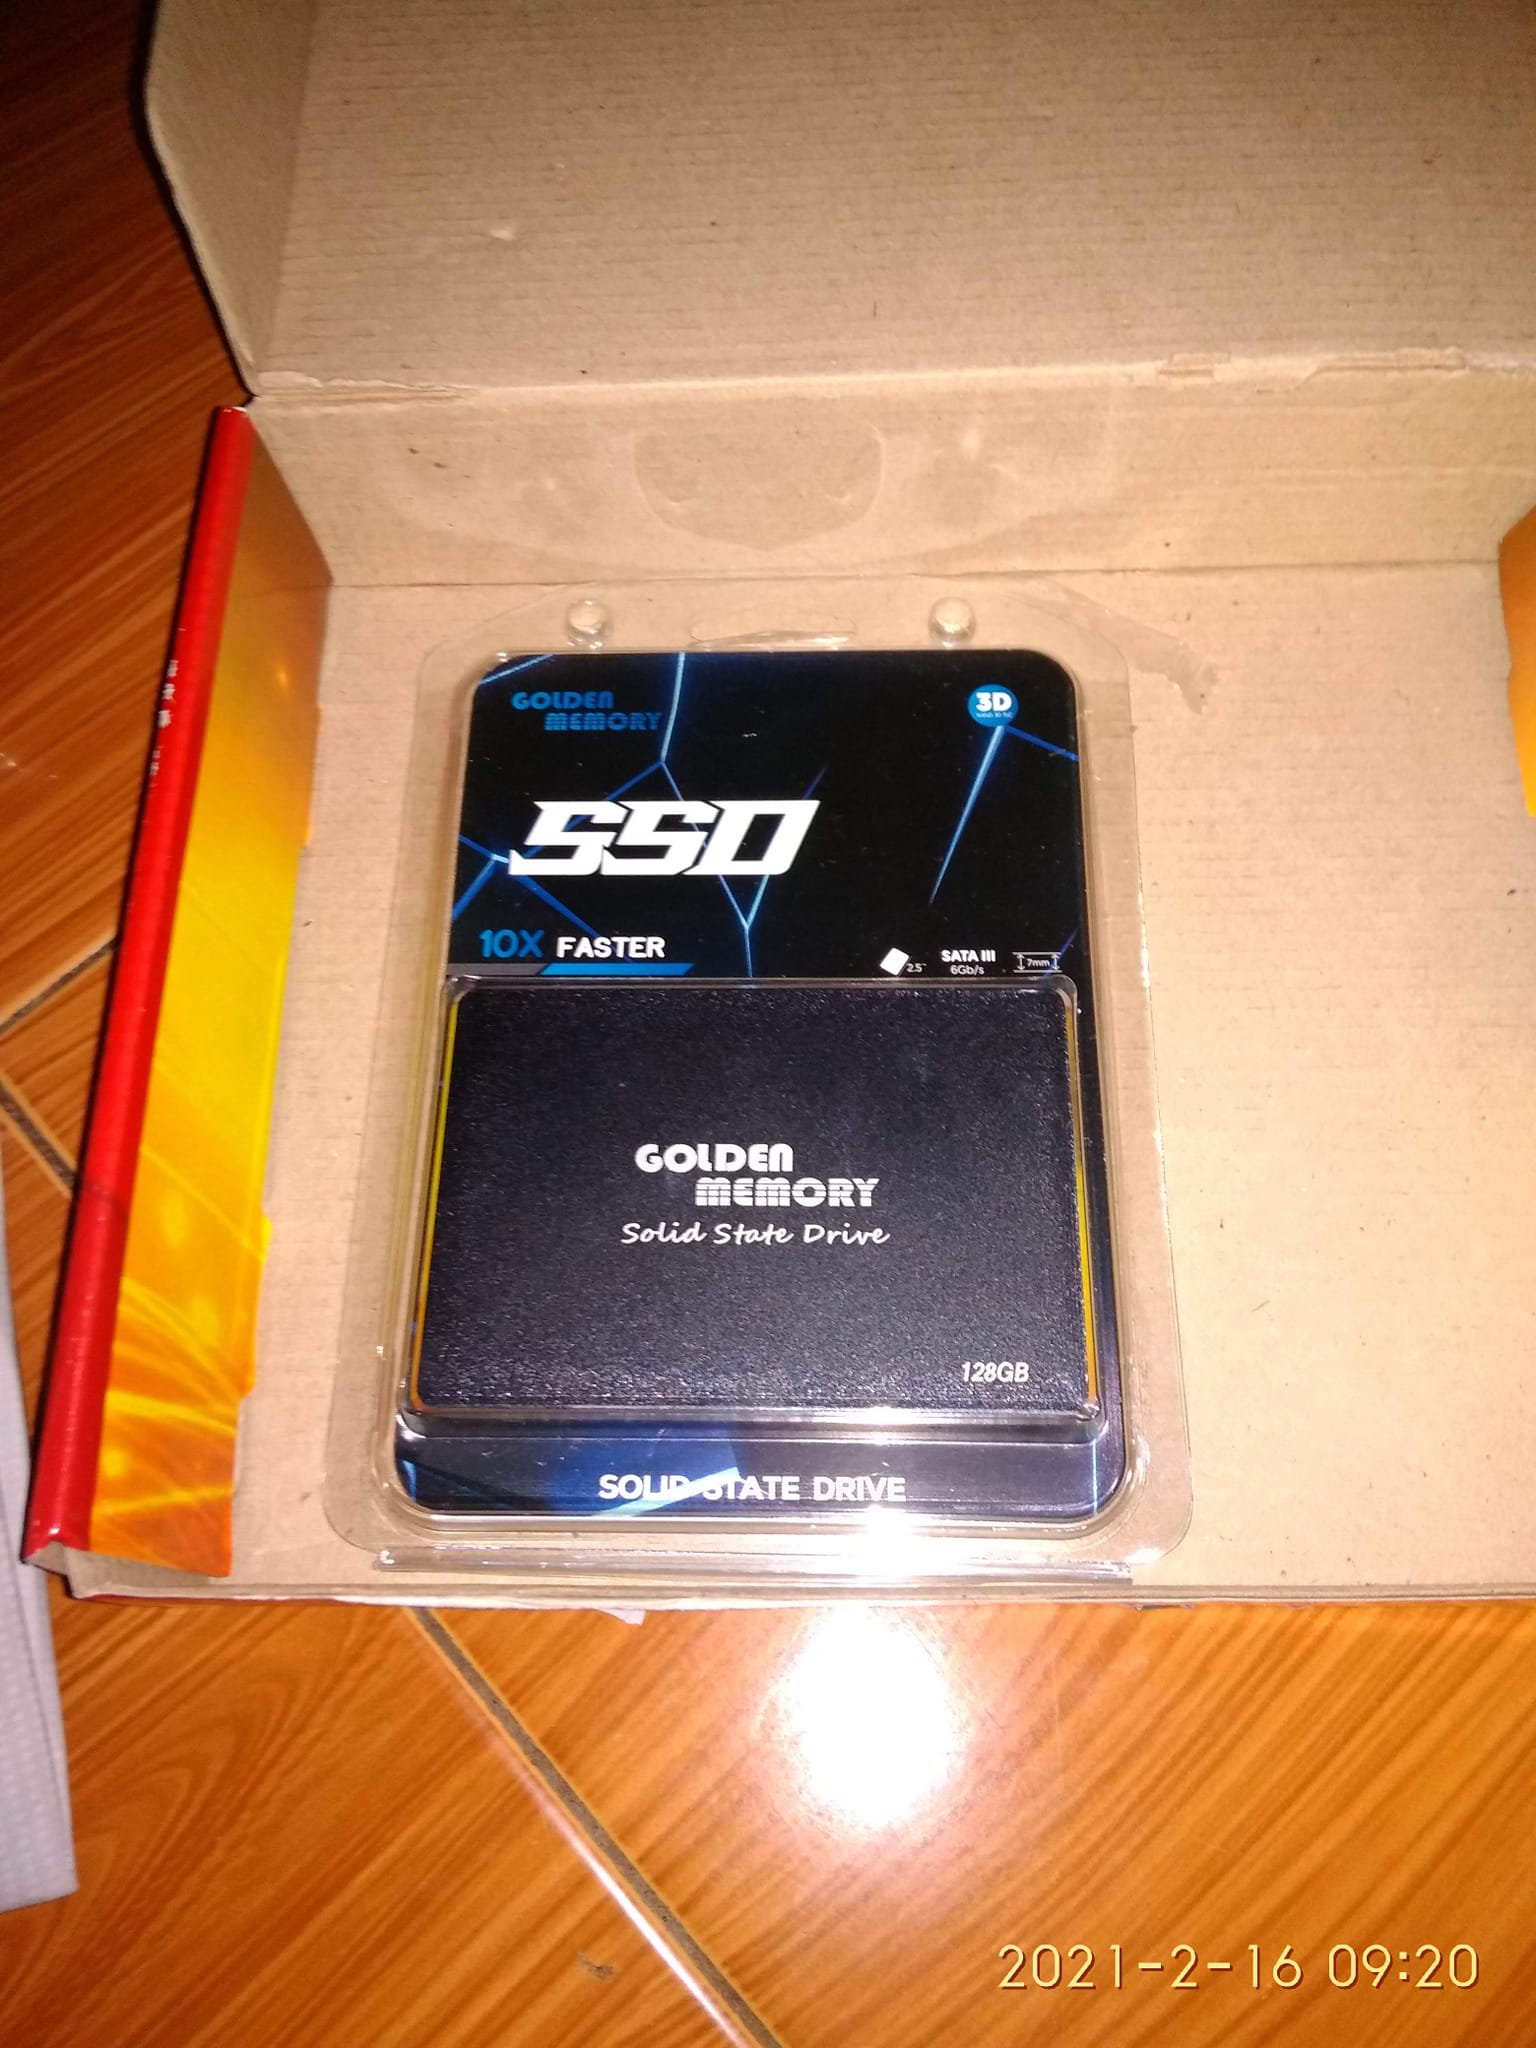 GOLDEN
MEMORY
3D
SSD
10X FASTER
2.5"
SATA III
6Gb/s
7mm
GOLDEN
MEMORY
Solid State Drive
128GB
SOLID STATE DRIVE
2021-2-16 09:20